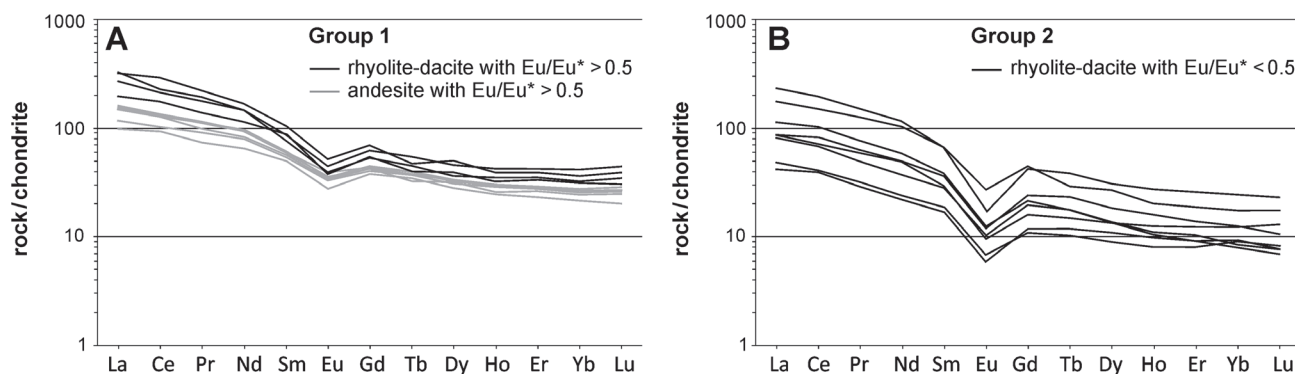 A
Group 1
rhyolite-dacite with Eu/Eu* > 0.5
andesite with Eu/Eu* > 0.5
rock/chondrite
1000
100
10
1
La Ce Pr Nd Sm Eu Gd Tb Dy Ho Er Yb Lu
B
Group 2
rhyolite-dacite with Eu/Eu* < 0.5
rock/chondrite
1000
100
10
1
La Ce Pr Nd Sm Eu Gd Tb Dy Ho Er Yb Lu